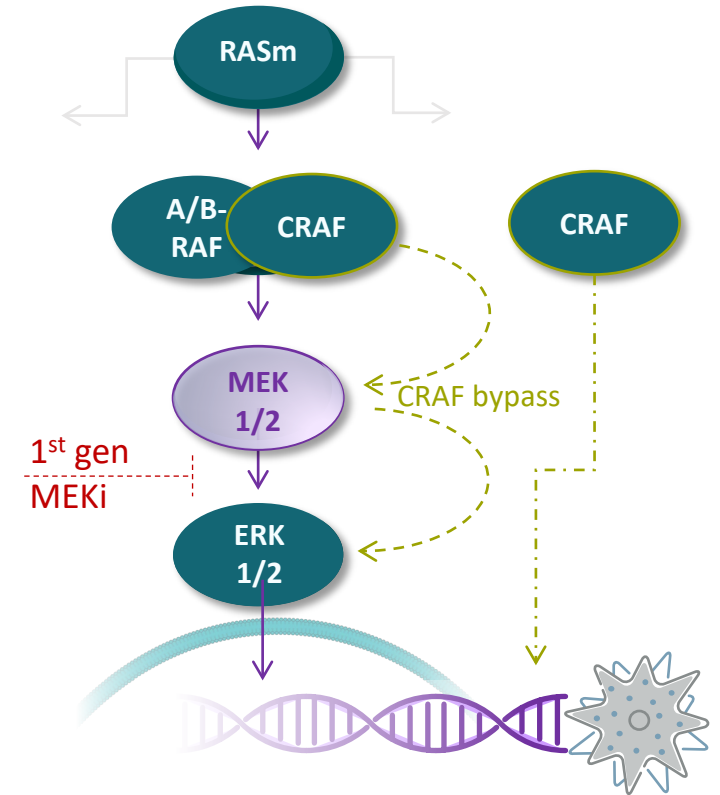 RASm
A/B-
RAF
CRAF
CRAF
MEK
1/2
CRAF bypass
1st gen
MEKi
ERK
1/2